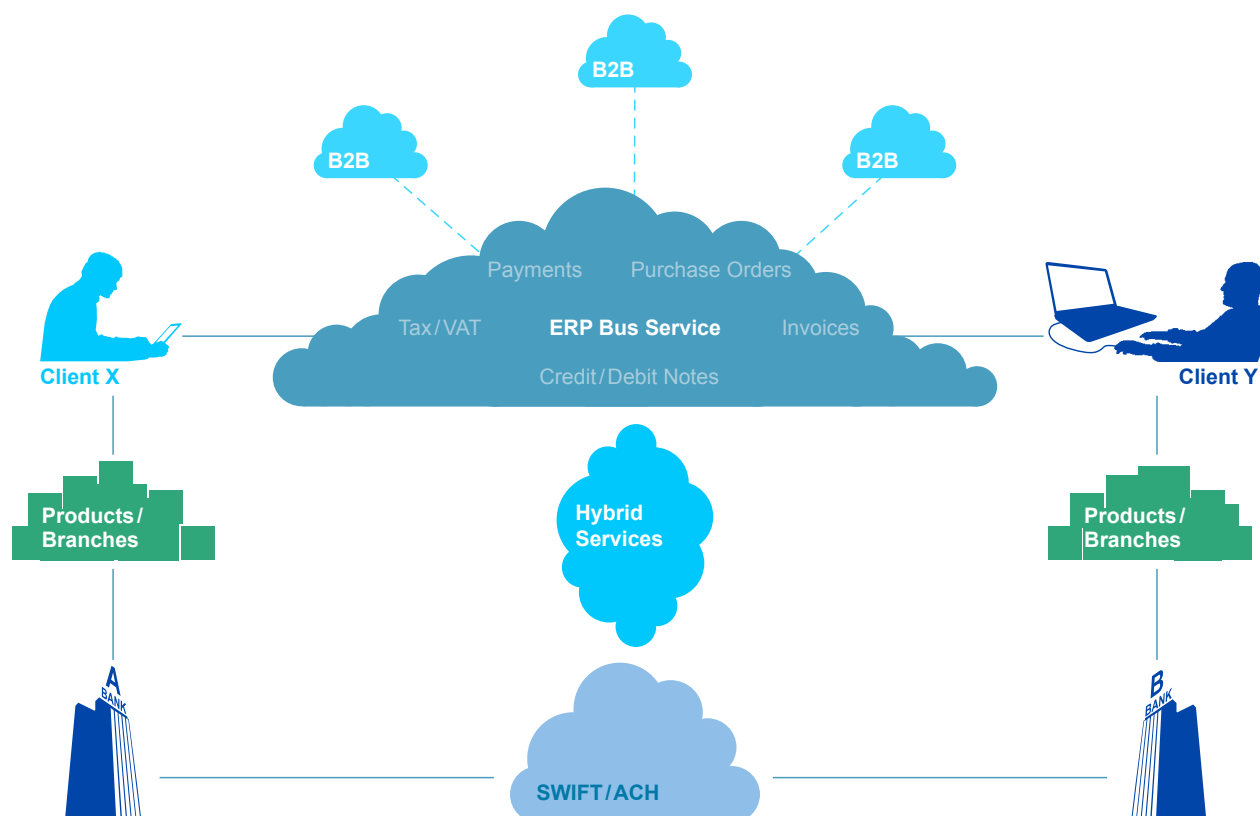 B2B
B2B
B2B
Payments
Purchase Orders
Tax/VAT
ERP Bus Service
Invoices
Credit/Debit Notes
Client X
Client Y
Products/
Branches
Hybrid
Services
Products/
Branches
A
BANK
B
BANK
SWIFT/ACH